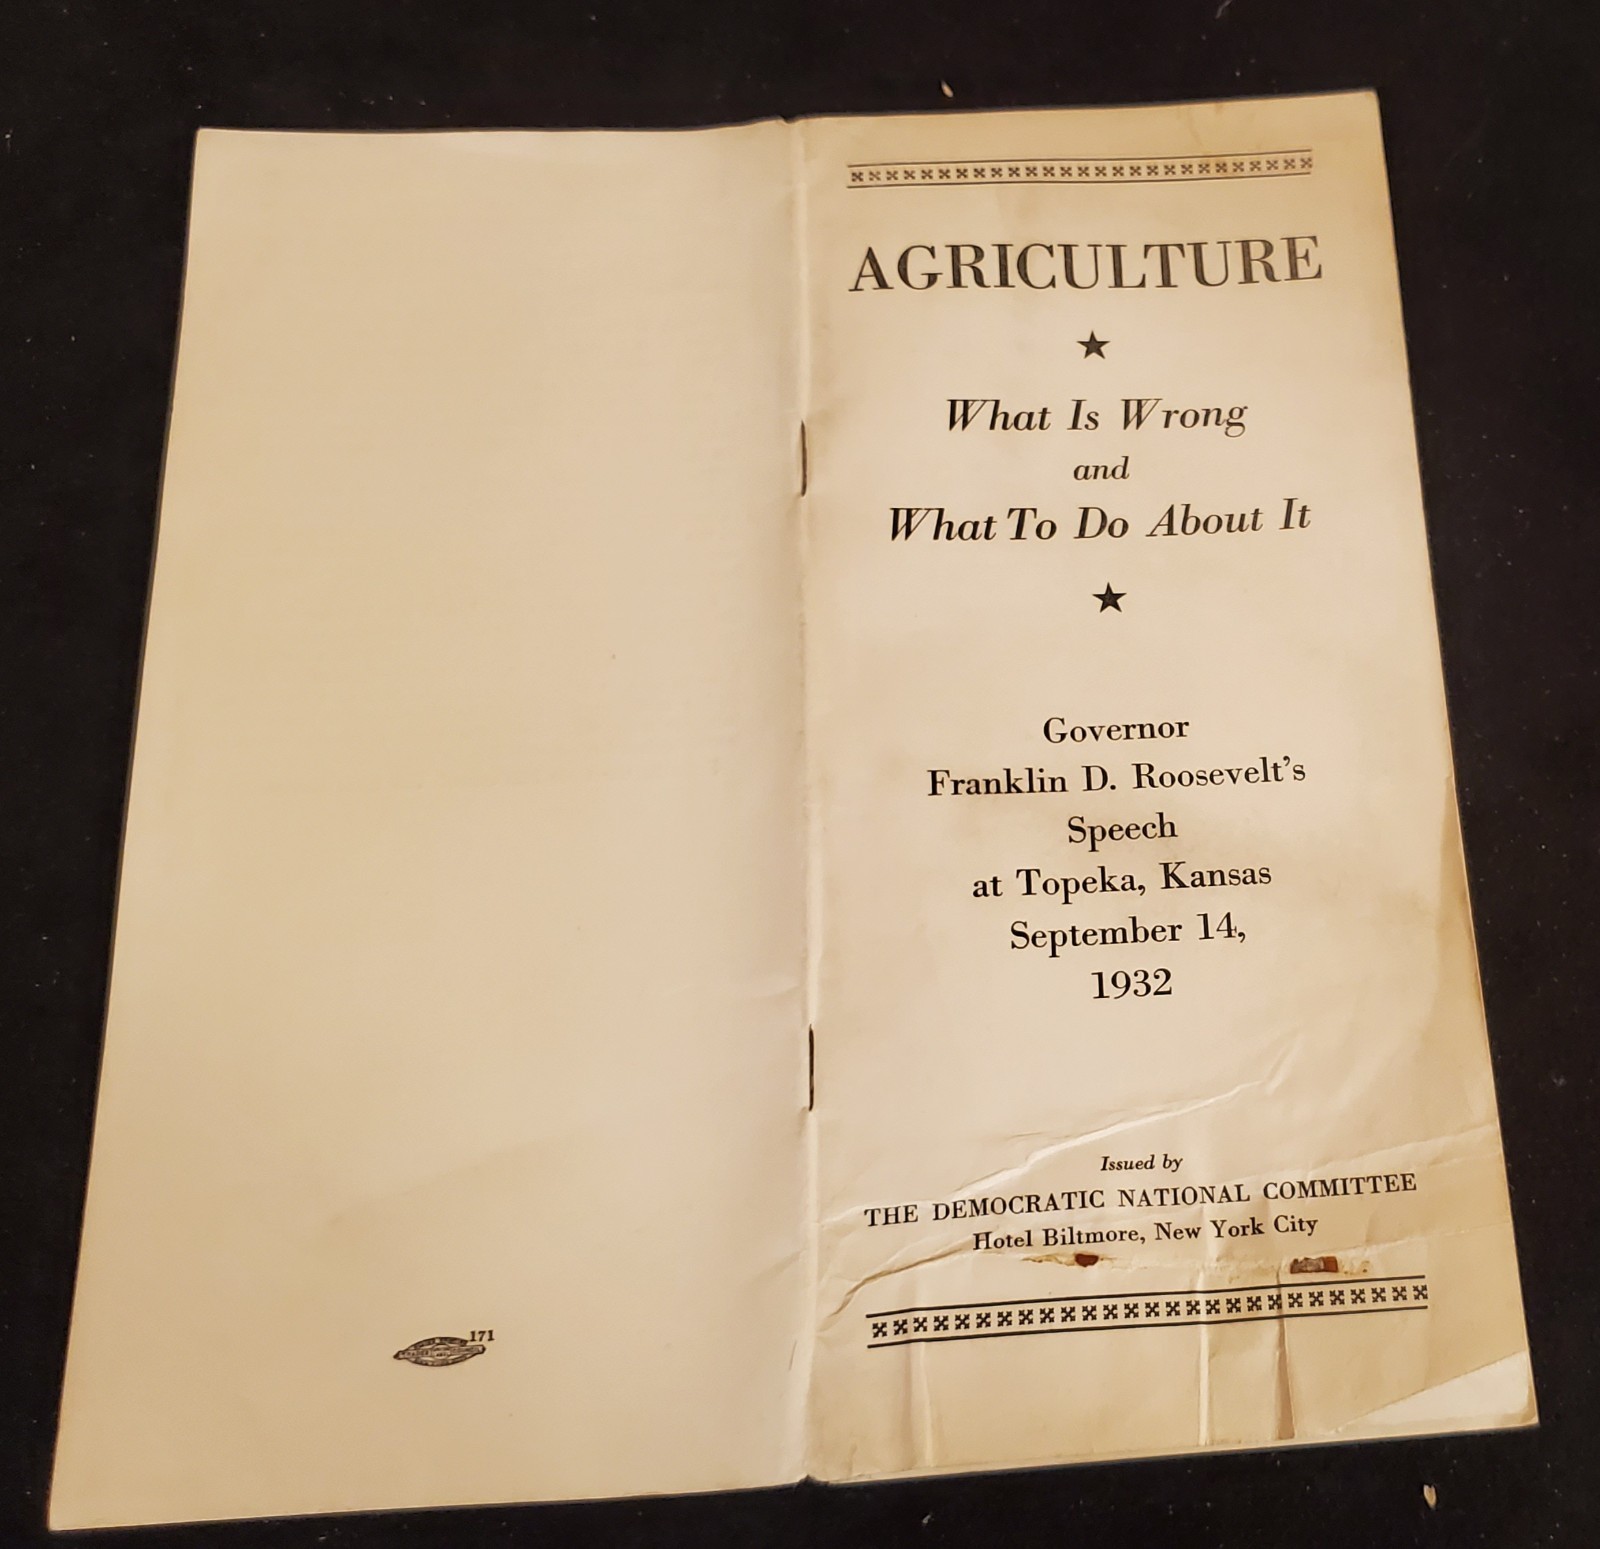 AGRICULTURE
What Is Wrong
and
What To Do About It
Governor
Franklin D. Roosevelt's
Speech
at Topeka, Kansas
September 14,
1932
Issued by
THE DEMOCRATIC NATIONAL COMMITTEE
Hotel Biltmore, New York City
171